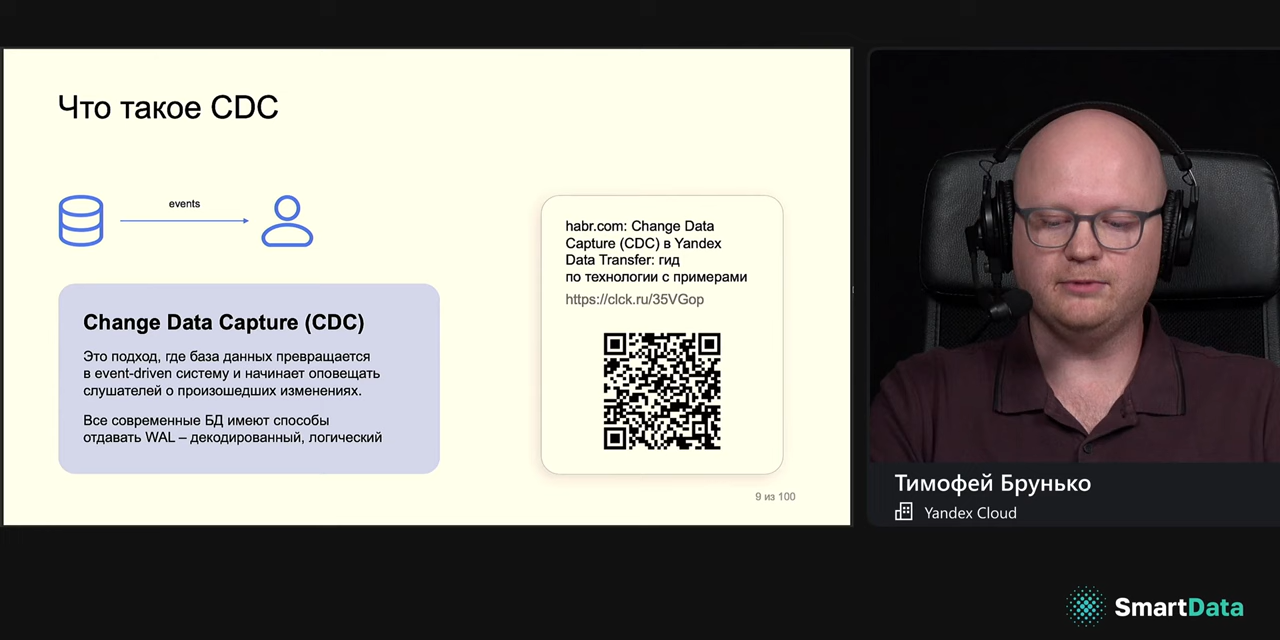 Что такое CDC
events
Change Data Capture (CDC)
Это подход, где база данных превращается
в event-driven систему и начинает оповещать
слушателей о произошедших изменениях.
Все современные БД имеют способы
отдавать WAL – декодированный, логический
habr.com: Change Data
Capture (CDC) в Yandex
Data Transfer: гид
по технологии с примерами
https://clck.ru/35VGop
9 из 100
Тимофей Брунько
Yandex Cloud
SmartData